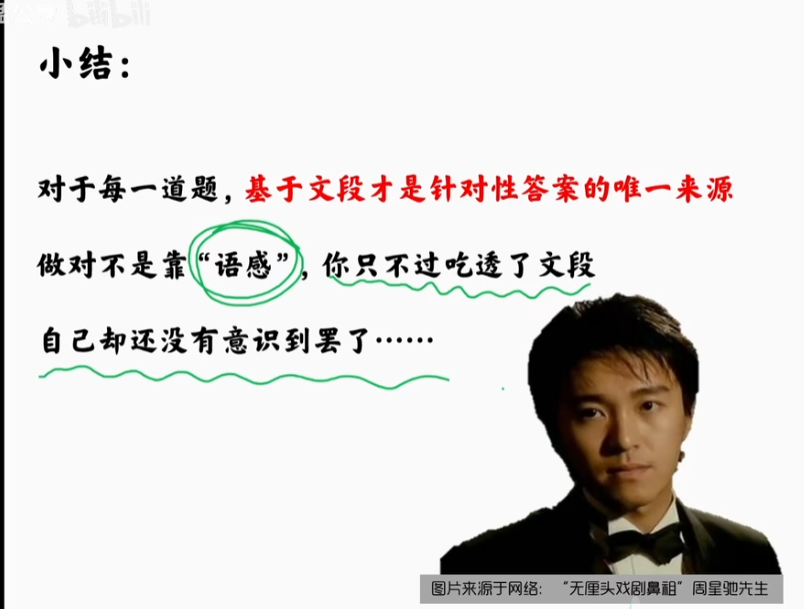 bilibili
小结：
对于每一道题，基于文段才是针对性答案的唯一来源
做对不是靠“语感”，你只不过吃透了文段
自己却还没有意识到罢了……
图片来源于网络：“无厘头戏剧鼻祖”周星驰先生